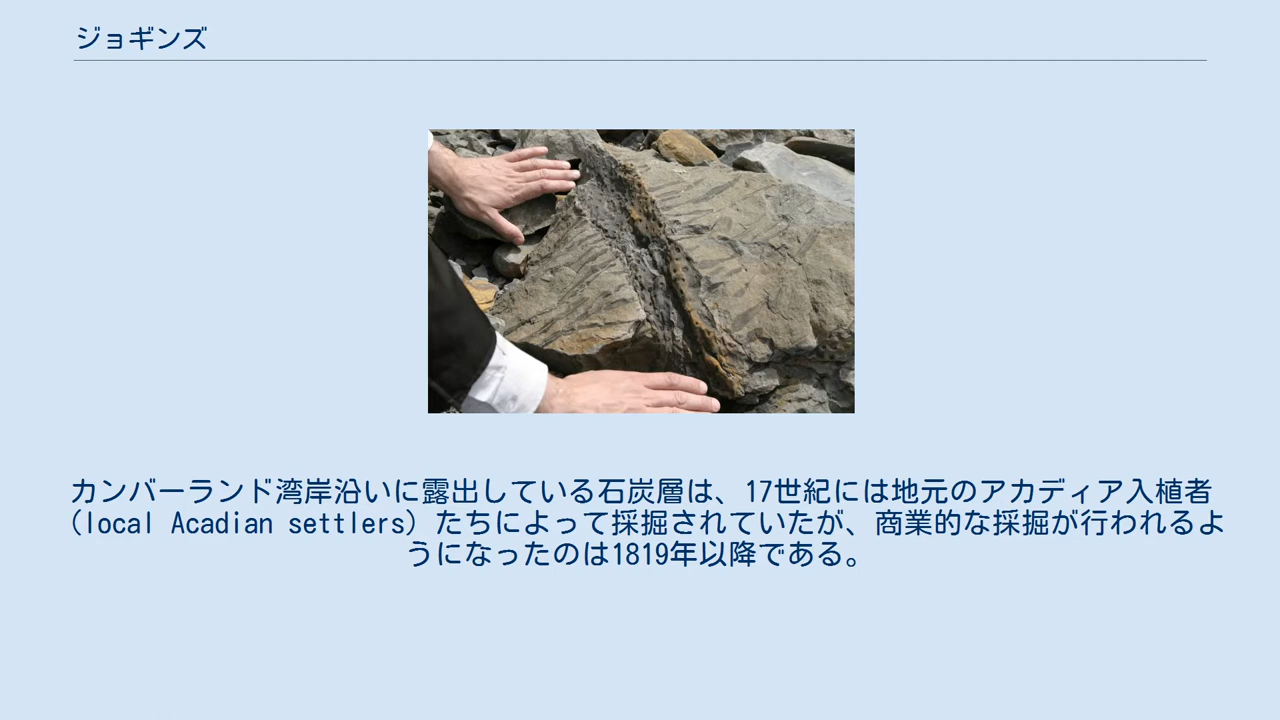 ジョギンズ
カンバーランド湾岸沿いに露出している石炭層は、17世紀には地元のアカディア入植者
(local Acadian settlers) たちによって採掘されていたが、商業的な採掘が行われるよ
うになったのは1819年以降である。